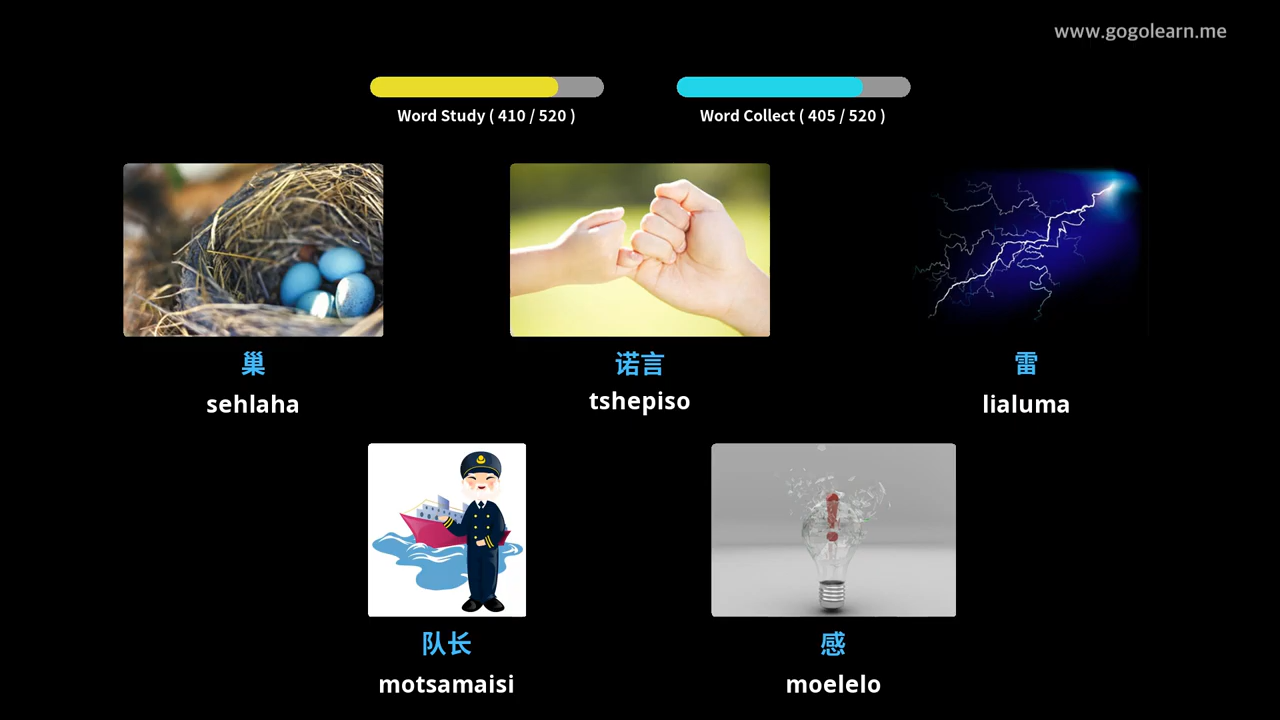 www.gogolearn.me
Word Study ( 410 / 520 )
Word Collect ( 405 / 520 )
巢
诺言
雷
sehlaha
tshepiso
lialuma
队长
感
motsamaisi
moelelo